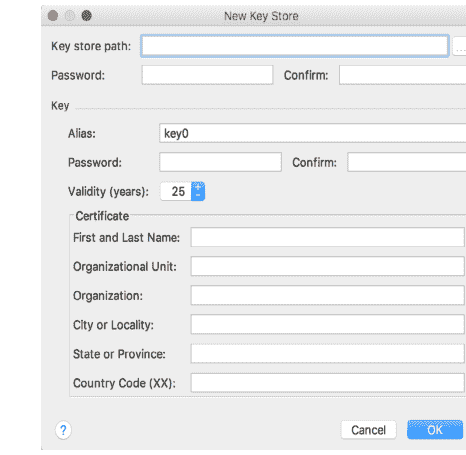 New Key Store
Key store path: ...
Password: Confirm:
Key
Alias: key0
Password: Confirm:
Validity (years): 25 + -
Certificate
First and Last Name:
Organizational Unit:
Organization:
City or Locality:
State or Province:
Country Code (XX):
? Cancel OK